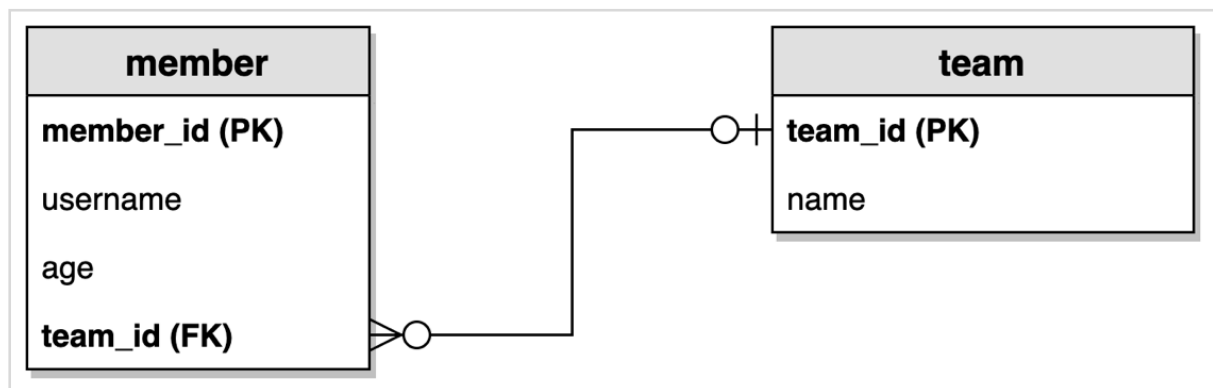 member
member_id (PK)
username
age
team_id (FK)
team
team_id (PK)
name